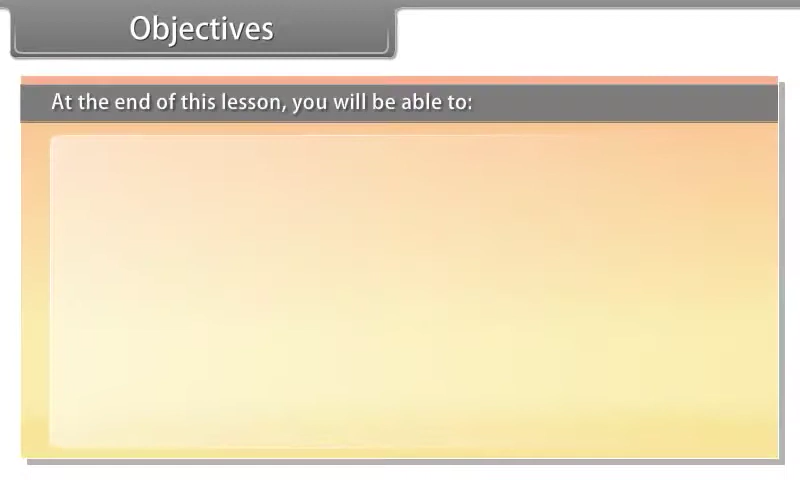 Objectives
At the end of this lesson, you will be able to: